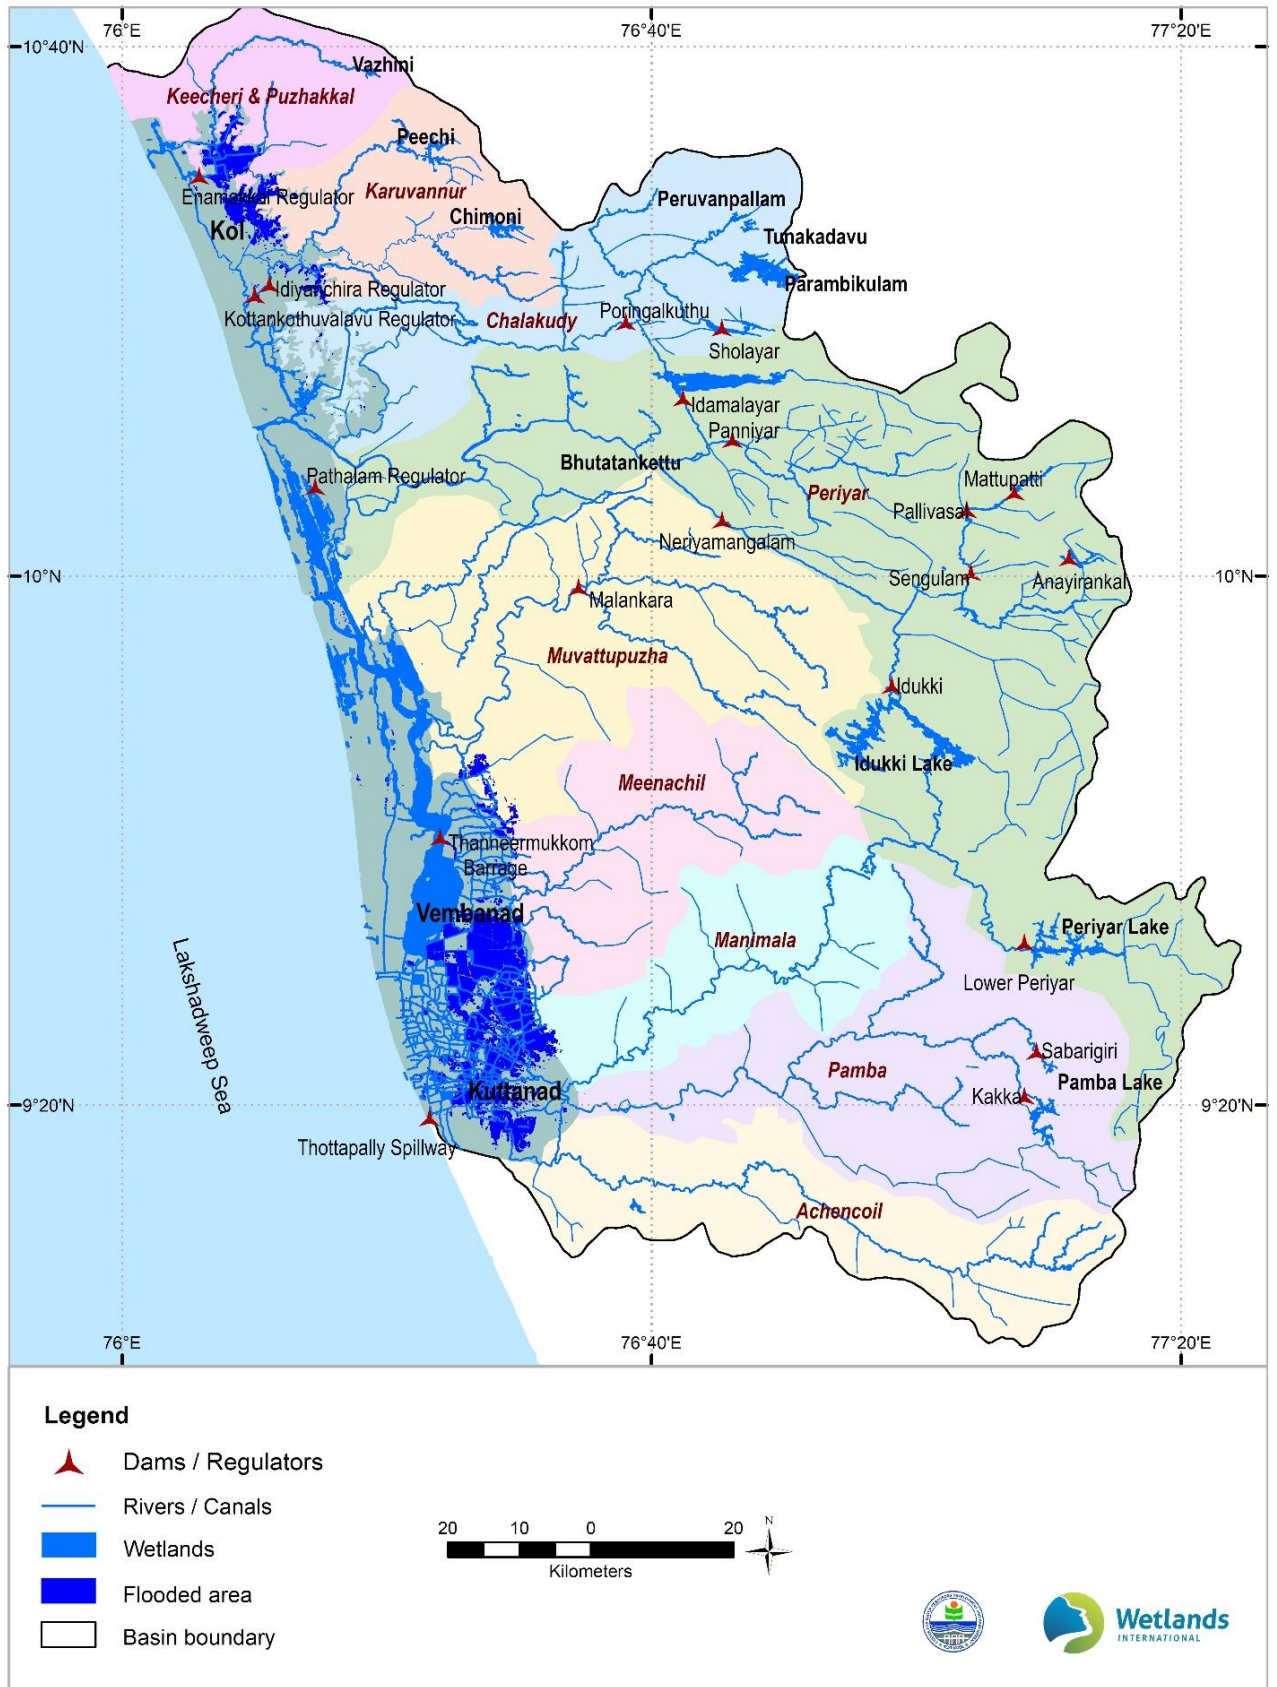 76°E
76°40'E
77°20'E
10°40'N
Vazhini
Keecheri & Puzhakkal
Peechi
Karuvannur
Enamakkal Regulator
Peruvanpallam
Chimoni
Kol
Tunakadavu
Parambikulam
Idiyanchira Regulator
Poringalkuthu
Kottankothuvalavu Regulator
Chalakudy
Sholayar
Idamalayar
Panniyar
Bhutatankettu
Pathalam Regulator
Periyar
Mattupatti
Pallivasal
Neriyamangalam
10°N
Sengulam
Anayirankal
10°N
Malankara
Muvattupuzha
Idukki
Idukki Lake
Meenachil
Thanneermukkom
Barrage
Vembanad
Periyar Lake
Manimala
Lakshadweep Sea
Lower Periyar
Sabarigiri
Pamba
Pamba Lake
Kuttanad
Kakka
9°20'N
9°20'N
Thottapally Spillway
Achencoil
76°E
76°40'E
77°20'E
Legend
Dams / Regulators
Rivers / Canals
Wetlands
Flooded area
Basin boundary
20 10 0 20
Kilometers
N
Wetlands
INTERNATIONAL